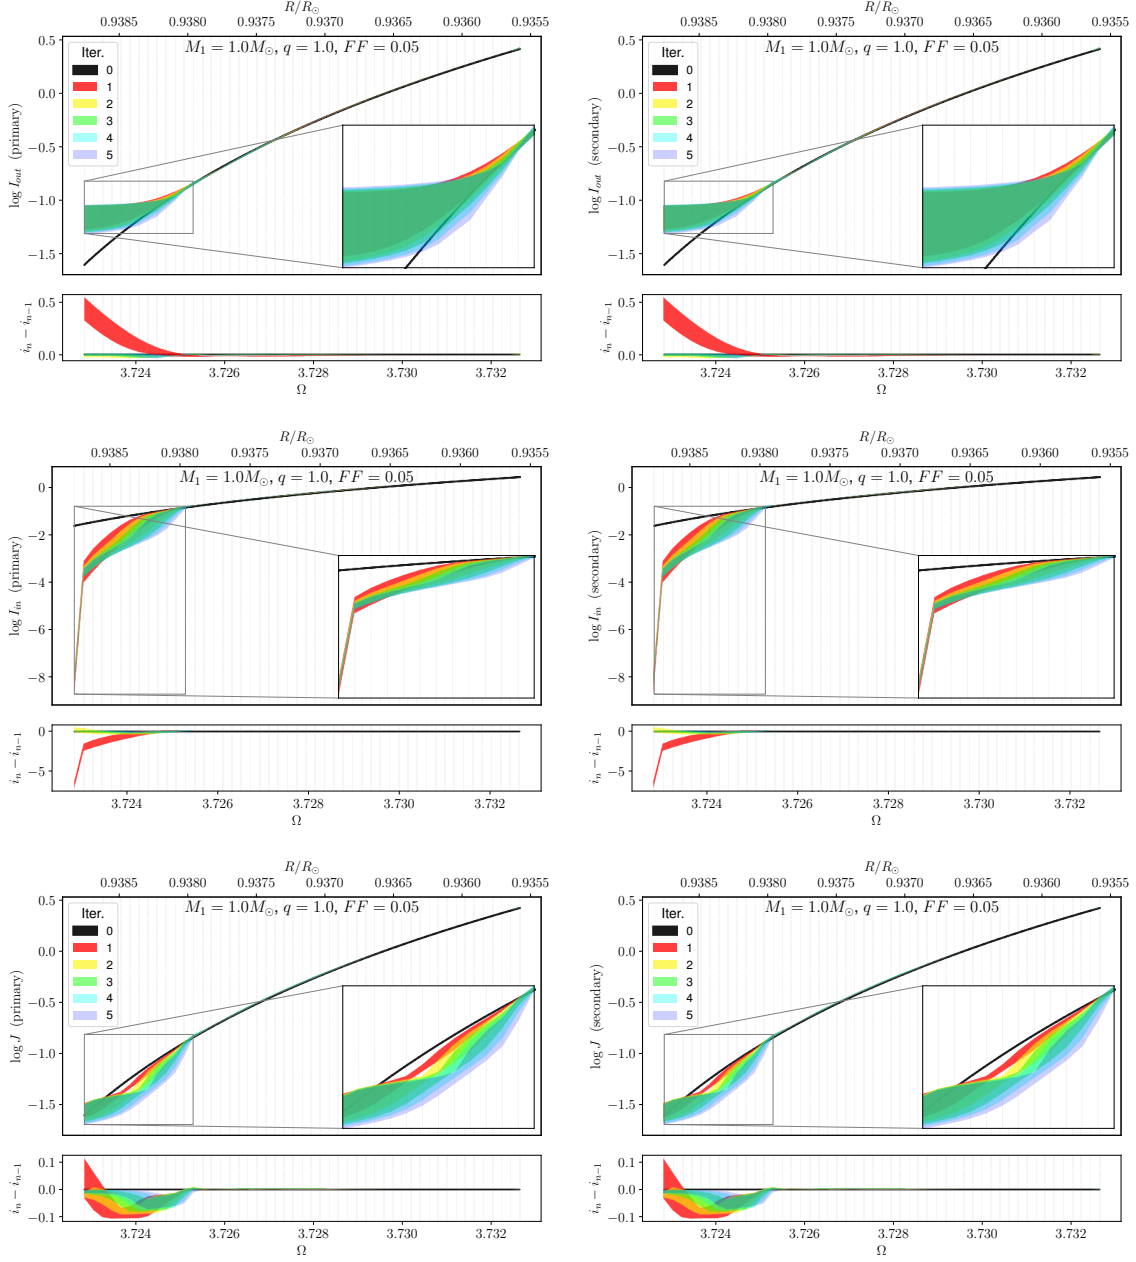 R/R⊙ R/R⊙
0.9385 0.9380 0.9375 0.9370 0.9365 0.9360 0.9355 0.9385 0.9380 0.9375 0.9370 0.9365 0.9360 0.9355
M₁ = 1.0M⊙, q = 1.0, FF = 0.05 M₁ = 1.0M⊙, q = 1.0, FF = 0.05
log I_out (primary) log I_out (secondary)
0.5 0.0 −0.5 −1.0 −1.5 0.5 0.0 −0.5 −1.0 −1.5
Iter. Iter.
0 0
1 1
2 2
3 3
4 4
5 5
i_n − i_{n−1} i_n − i_{n−1}
0.5 0.0 0.5 0.0
3.724 3.726 3.728 3.730 3.732 3.724 3.726 3.728 3.730 3.732
Ω Ω
R/R⊙ R/R⊙
0.9385 0.9380 0.9375 0.9370 0.9365 0.9360 0.9355 0.9385 0.9380 0.9375 0.9370 0.9365 0.9360 0.9355
M₁ = 1.0M⊙, q = 1.0, FF = 0.05 M₁ = 1.0M⊙, q = 1.0, FF = 0.05
log I_in (primary) log I_in (secondary)
0 −2 −4 −6 −8 0 −2 −4 −6 −8
i_n − i_{n−1} i_n − i_{n−1}
0 −5 0 −5
3.724 3.726 3.728 3.730 3.732 3.724 3.726 3.728 3.730 3.732
Ω Ω
R/R⊙ R/R⊙
0.9385 0.9380 0.9375 0.9370 0.9365 0.9360 0.9355 0.9385 0.9380 0.9375 0.9370 0.9365 0.9360 0.9355
M₁ = 1.0M⊙, q = 1.0, FF = 0.05 M₁ = 1.0M⊙, q = 1.0, FF = 0.05
log J (primary) log J (secondary)
0.5 0.0 −0.5 −1.0 −1.5 0.5 0.0 −0.5 −1.0 −1.5
Iter. Iter.
0 0
1 1
2 2
3 3
4 4
5 5
i_n − i_{n−1} i_n − i_{n−1}
0.1 0.0 −0.1 0.1 0.0 −0.1
3.724 3.726 3.728 3.730 3.732 3.724 3.726 3.728 3.730 3.732
Ω Ω